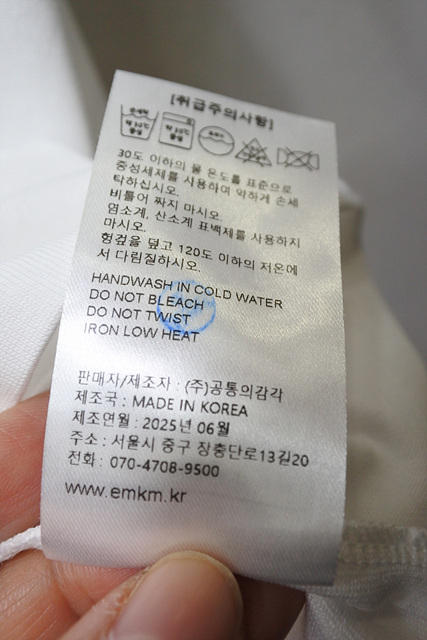 [취급주의사항]
30도 이하의 물 온도를 표준으로
중성세제를 사용하여 약하게 손세
탁하십시오.
비틀어 짜지 마시오.
염소계, 산소계 표백제를 사용하지
마시오.
헝겊을 덮고 120도 이하의 저온에
서 다림질하시오.
HANDWASH IN COLD WATER
DO NOT BLEACH
DO NOT TWIST
IRON LOW HEAT
판매자/제조자 : (주)공통의감각
제조국 : MADE IN KOREA
제조연월 : 2025년 06월
주소 : 서울시 중구 장충단로13길20
전화 : 070-4708-9500
www.emkm.kr